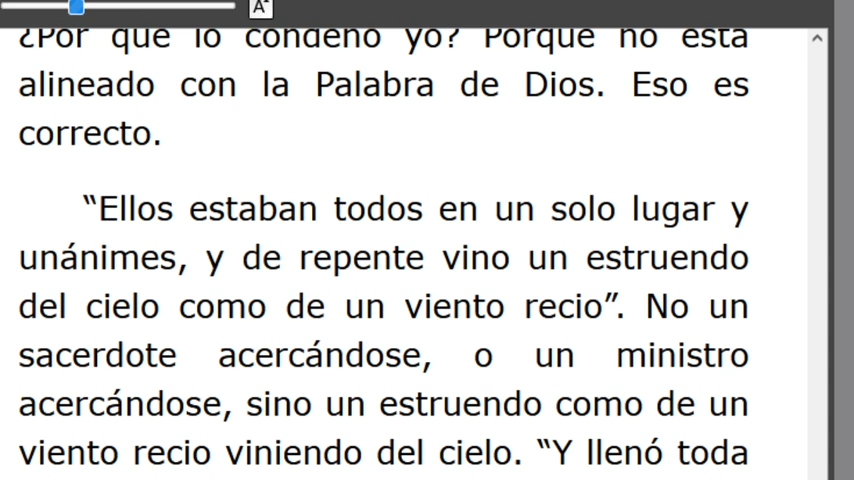 A
¿Por qué lo condeno yo? Porque no está
alineado con la Palabra de Dios. Eso es
correcto.
“Ellos estaban todos en un solo lugar y
unánimes, y de repente vino un estruendo
del cielo como de un viento recio”. No un
sacerdote acercándose, o un ministro
acercándose, sino un estruendo como de un
viento recio viniendo del cielo. “Y llenó toda